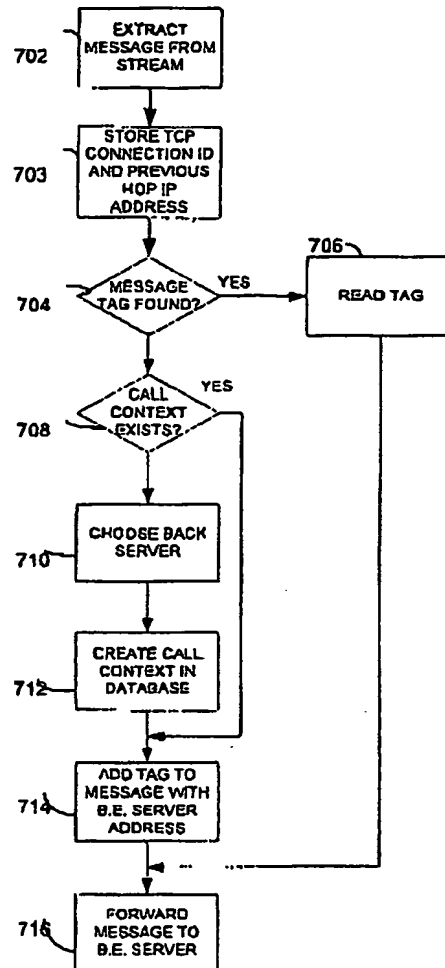 702
EXTRACT
MESSAGE FROM
STREAM
703
STORE TCP
CONNECTION ID
AND PREVIOUS
HOP IP
ADDRESS
704
MESSAGE
TAG FOUND?
YES
706
READ TAG
708
CALL
CONTEXT
EXISTS?
YES
710
CHOOSE BACK
SERVER
712
CREATE CALL
CONTEXT IN
DATABASE
714
ADD TAG TO
MESSAGE WITH
B.E. SERVER
ADDRESS
716
FORWARD
MESSAGE TO
B.E. SERVER